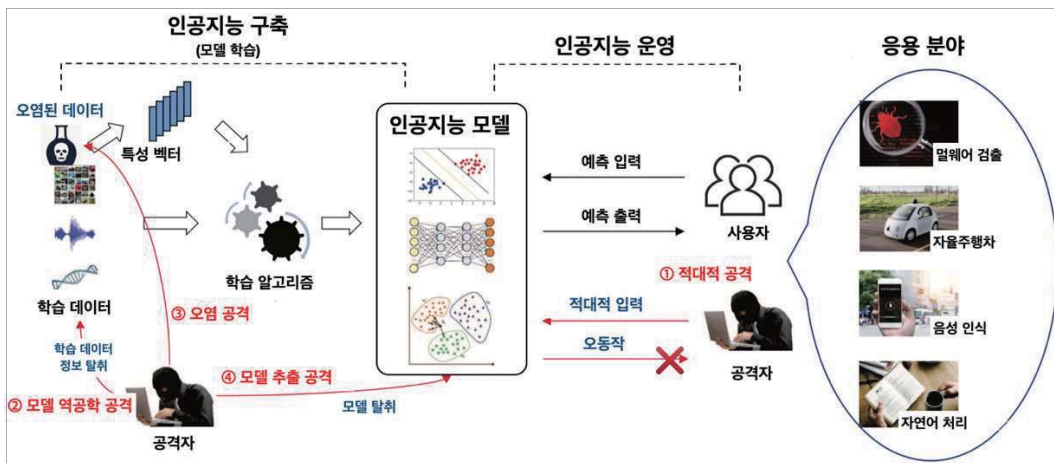 인공지능 구축
(모델 학습)
인공지능 운영
응용 분야
오염된 데이터
특성 벡터
학습 알고리즘
학습 데이터
인공지능 모델
예측 입력
예측 출력
사용자
① 적대적 공격
적대적 입력
오동작
공격자
③ 오염 공격
학습 데이터
정보 탈취
④ 모델 추출 공격
② 모델 역공학 공격
모델 탈취
공격자
멀웨어 검출
자율주행차
음성 인식
자연어 처리